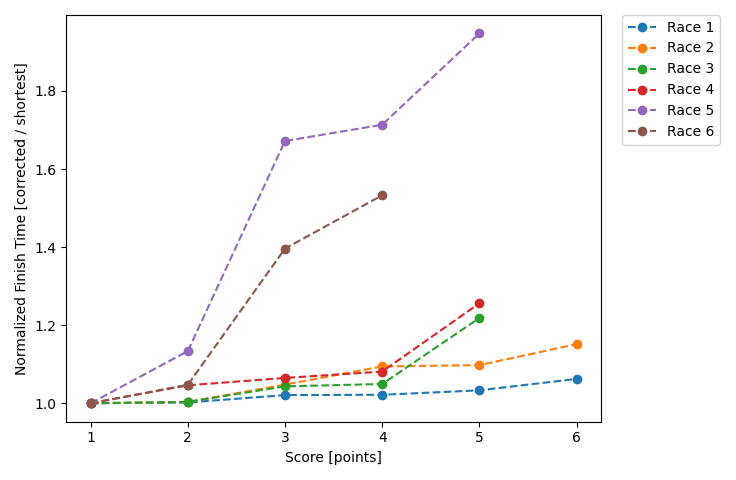 Normalized Finish Time [corrected / shortest]
1.8
1.6
1.4
1.2
1.0
1 2 3 4 5 6
Score [points]
Race 1
Race 2
Race 3
Race 4
Race 5
Race 6